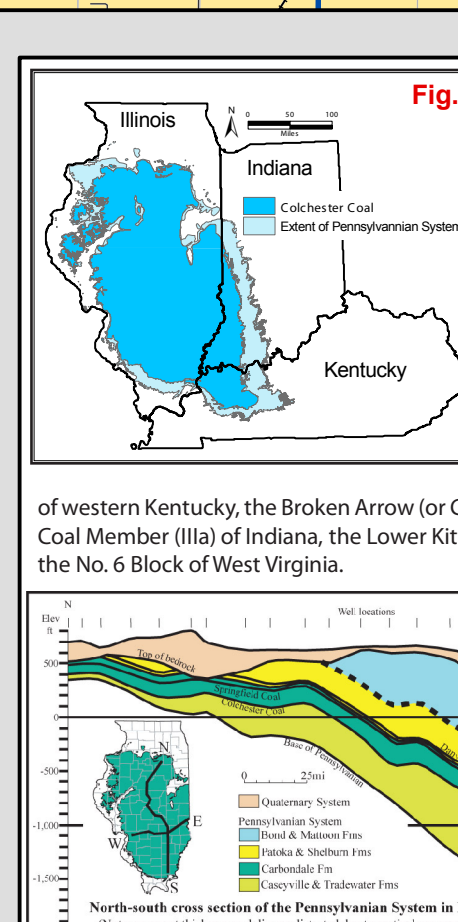 Fig.
Illinois
N
0 50 100
Miles
Indiana
Colchester Coal
Extent of Pennsylvannian System
Kentucky
of western Kentucky, the Broken Arrow (or
Coal Member (IIIa) of Indiana, the Lower Kit
the No. 6 Block of West Virginia.
N
Well locations
Elev
ft
Top of bedrock
500
Springfield Coal
Colchester Coal
0
Base of Pennsylvanian
Dan
N
0 25mi
-500
Quaternary System
Pennsylvanian System
-1,000
Bond & Mattoon Fms
E
W
Patoka & Shelburn Fms
Carbondale Fm
-1,500
Caseyville & Tradewater Fms
S
North-south cross section of the Pennsylvanian System in